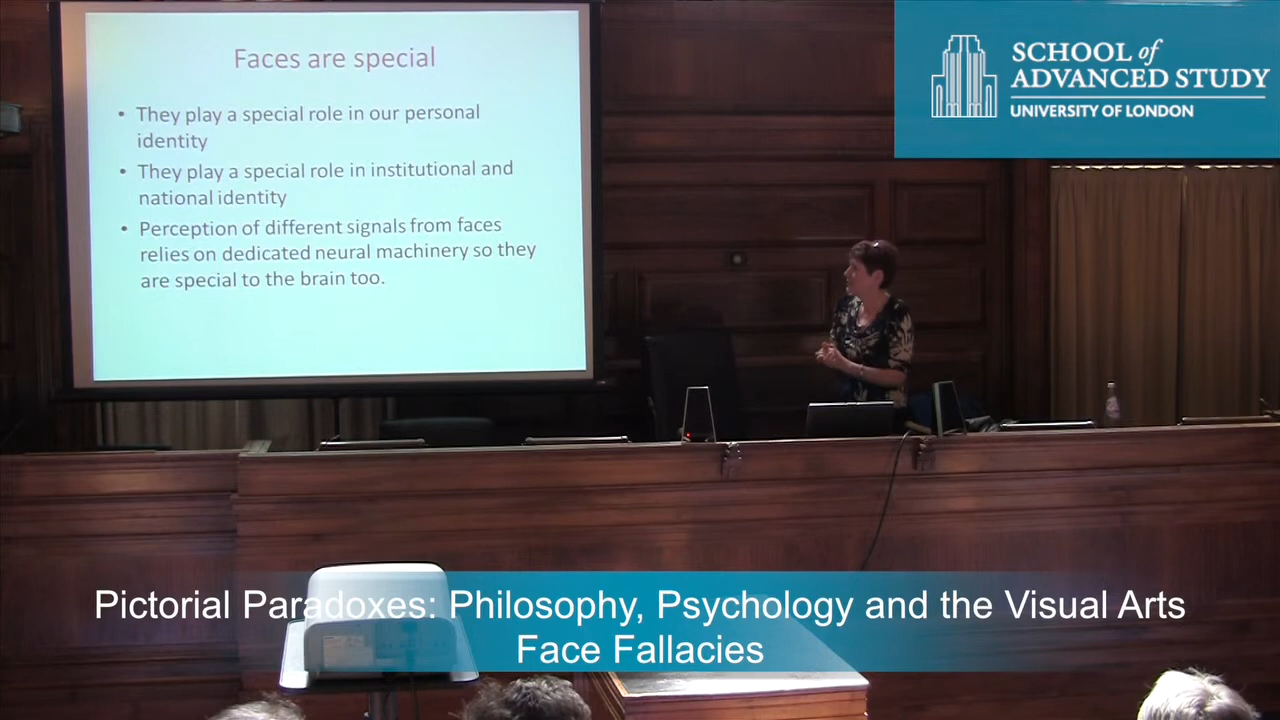 Faces are special
• They play a special role in our personal
identity
• They play a special role in institutional and
national identity
• Perception of different signals from faces
relies on dedicated neural machinery so they
are special to the brain too.
SCHOOL of
ADVANCED STUDY
UNIVERSITY OF LONDON
Pictorial Paradoxes: Philosophy, Psychology and the Visual Arts
Face Fallacies